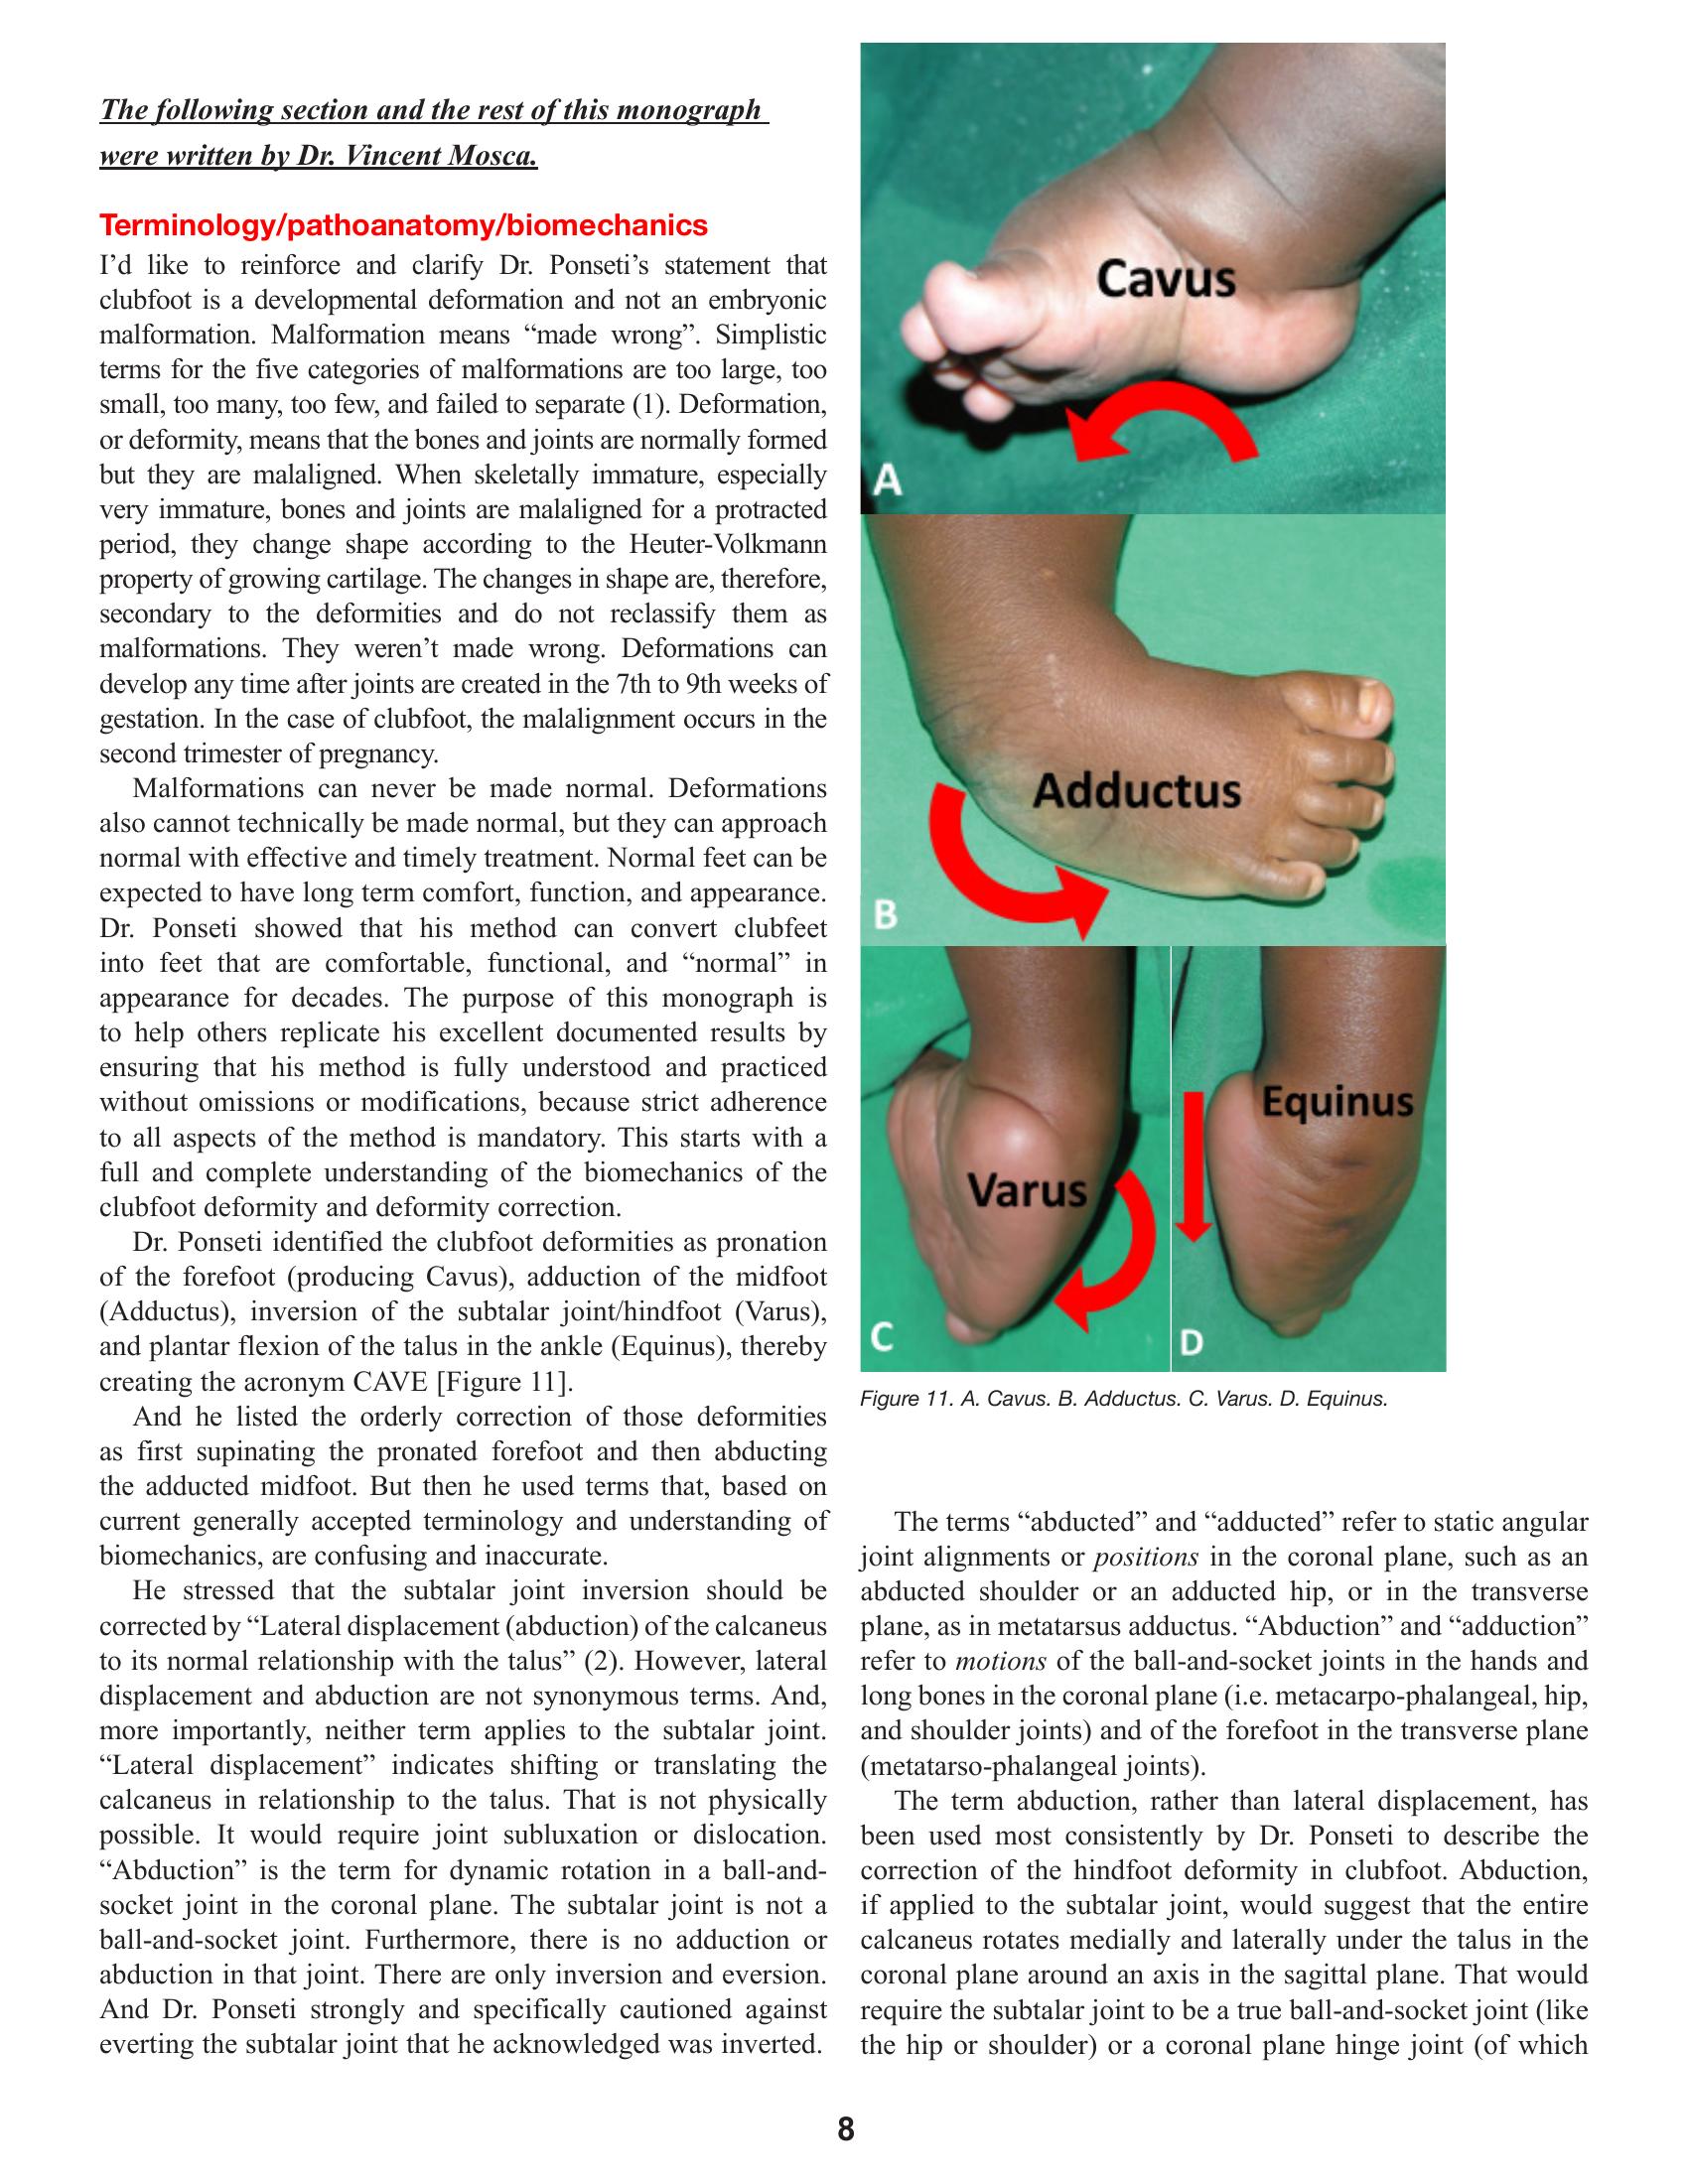 The following section and the rest of this monograph
were written by Dr. Vincent Mosca.
Terminology/pathoanatomy/biomechanics
I’d like to reinforce and clarify Dr. Ponseti’s statement that
clubfoot is a developmental deformation and not an embryonic
malformation. Malformation means “made wrong”. Simplistic
terms for the five categories of malformations are too large, too
small, too many, too few, and failed to separate (1). Deformation,
or deformity, means that the bones and joints are normally formed
but they are malaligned. When skeletally immature, especially
very immature, bones and joints are malaligned for a protracted
period, they change shape according to the Heuter-Volkmann
property of growing cartilage. The changes in shape are, therefore,
secondary to the deformities and do not reclassify them as
malformations. They weren’t made wrong. Deformations can
develop any time after joints are created in the 7th to 9th weeks of
gestation. In the case of clubfoot, the malalignment occurs in the
second trimester of pregnancy.
Malformations can never be made normal. Deformations
also cannot technically be made normal, but they can approach
normal with effective and timely treatment. Normal feet can be
expected to have long term comfort, function, and appearance.
Dr. Ponseti showed that his method can convert clubfeet
into feet that are comfortable, functional, and “normal” in
appearance for decades. The purpose of this monograph is
to help others replicate his excellent documented results by
ensuring that his method is fully understood and practiced
without omissions or modifications, because strict adherence
to all aspects of the method is mandatory. This starts with a
full and complete understanding of the biomechanics of the
clubfoot deformity and deformity correction.
Dr. Ponseti identified the clubfoot deformities as pronation
of the forefoot (producing Cavus), adduction of the midfoot
(Adductus), inversion of the subtalar joint/hindfoot (Varus),
and plantar flexion of the talus in the ankle (Equinus), thereby
creating the acronym CAVE [Figure 11].
And he listed the orderly correction of those deformities
as first supinating the pronated forefoot and then abducting
the adducted midfoot. But then he used terms that, based on
current generally accepted terminology and understanding of
biomechanics, are confusing and inaccurate.
He stressed that the subtalar joint inversion should be
corrected by “Lateral displacement (abduction) of the calcaneus
to its normal relationship with the talus” (2). However, lateral
displacement and abduction are not synonymous terms. And,
more importantly, neither term applies to the subtalar joint.
“Lateral displacement” indicates shifting or translating the
calcaneus in relationship to the talus. That is not physically
possible. It would require joint subluxation or dislocation.
“Abduction” is the term for dynamic rotation in a ball-and-
socket joint in the coronal plane. The subtalar joint is not a
ball-and-socket joint. Furthermore, there is no adduction or
abduction in that joint. There are only inversion and eversion.
And Dr. Ponseti strongly and specifically cautioned against
everting the subtalar joint that he acknowledged was inverted.
Cavus
A
Adductus
B
Varus
C
Equinus
D
Figure 11. A. Cavus. B. Adductus. C. Varus. D. Equinus.
The terms “abducted” and “adducted” refer to static angular
joint alignments or positions in the coronal plane, such as an
abducted shoulder or an adducted hip, or in the transverse
plane, as in metatarsus adductus. “Abduction” and “adduction”
refer to motions of the ball-and-socket joints in the hands and
long bones in the coronal plane (i.e. metacarpo-phalangeal, hip,
and shoulder joints) and of the forefoot in the transverse plane
(metatarso-phalangeal joints).
The term abduction, rather than lateral displacement, has
been used most consistently by Dr. Ponseti to describe the
correction of the hindfoot deformity in clubfoot. Abduction,
if applied to the subtalar joint, would suggest that the entire
calcaneus rotates medially and laterally under the talus in the
coronal plane around an axis in the sagittal plane. That would
require the subtalar joint to be a true ball-and-socket joint (like
the hip or shoulder) or a coronal plane hinge joint (of which
8